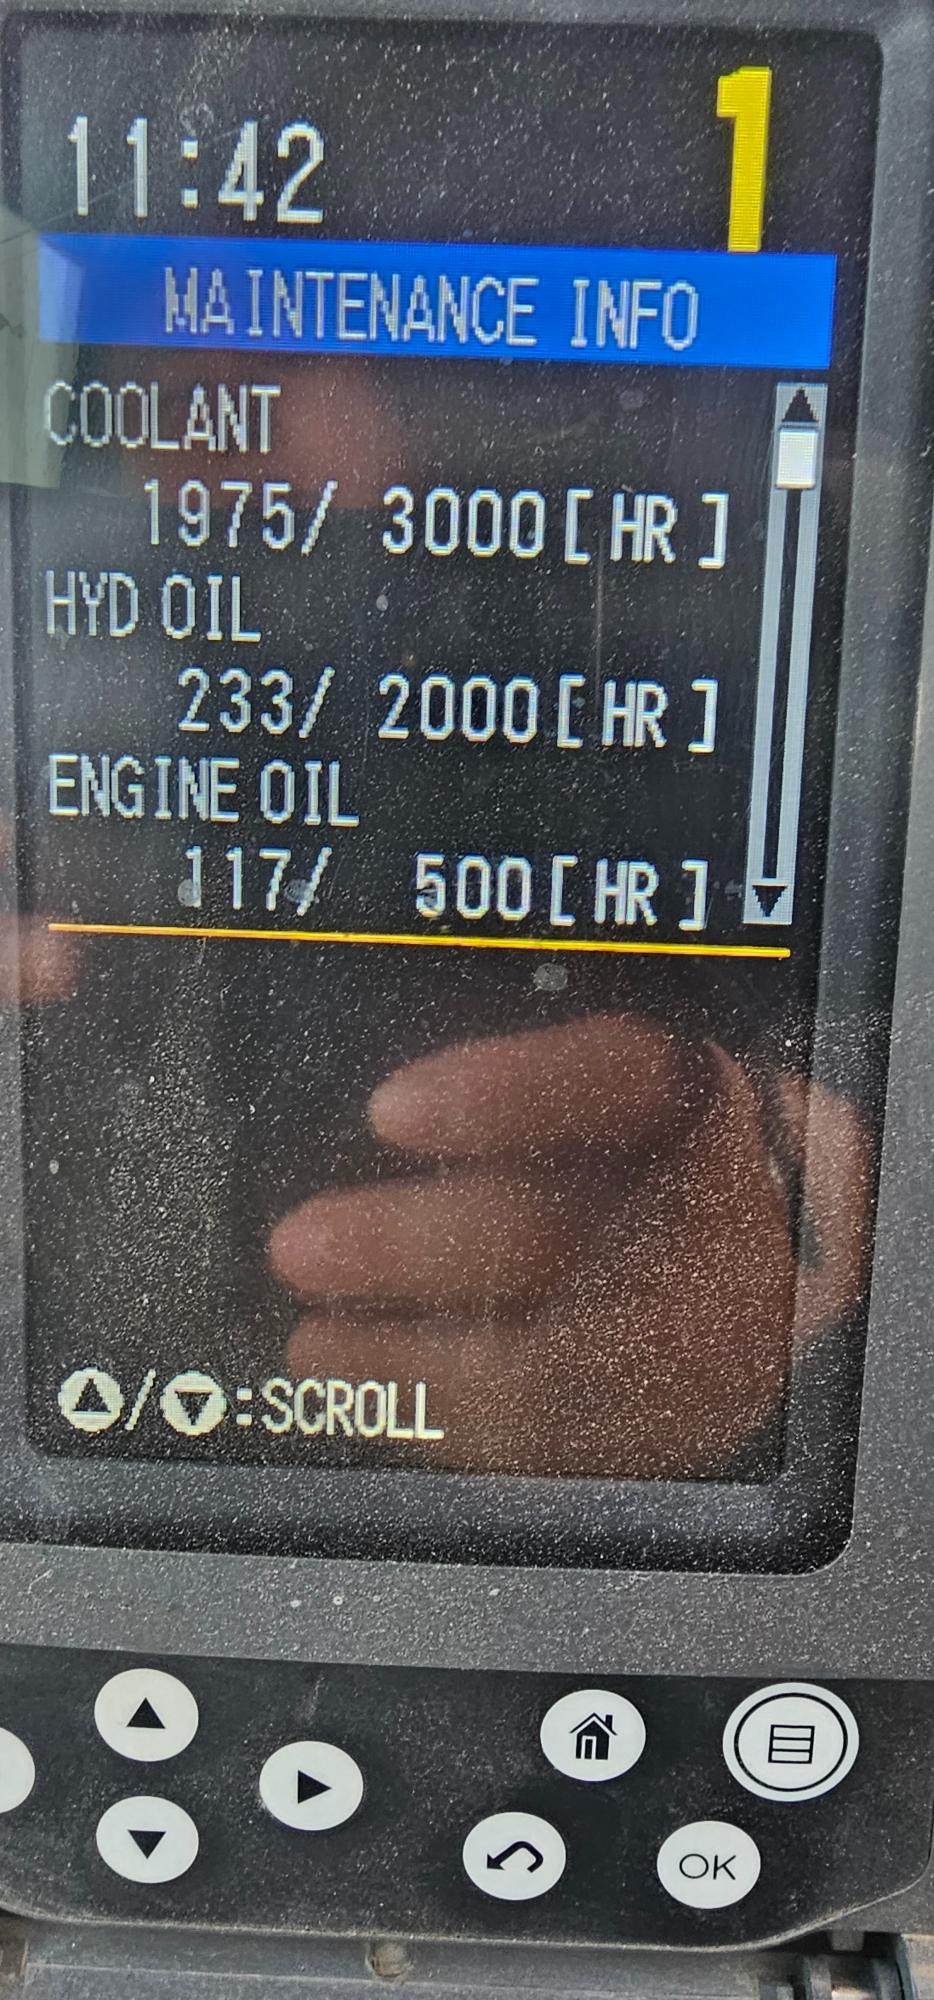 11:42
1
MAINTENANCE INFO
COOLANT
1975/ 3000[HR]
HYD OIL
233/ 2000[HR]
ENGINE OIL
117/ 500[HR]
/ :SCROLL
OK